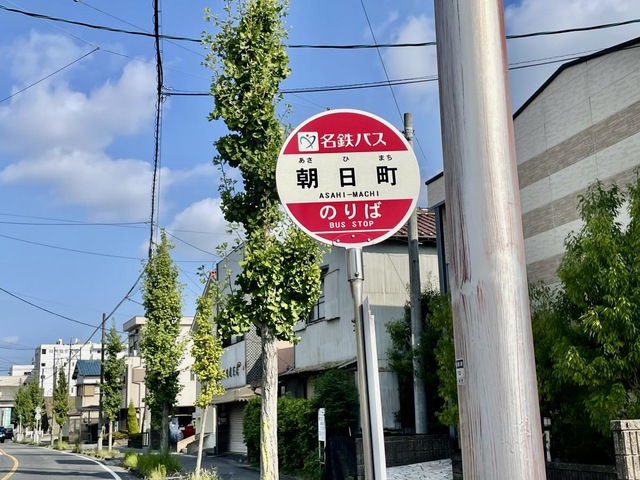 名鉄バス
あさ ひ まち
朝日町
ASAHI-MACHI
のりば
BUS STOP